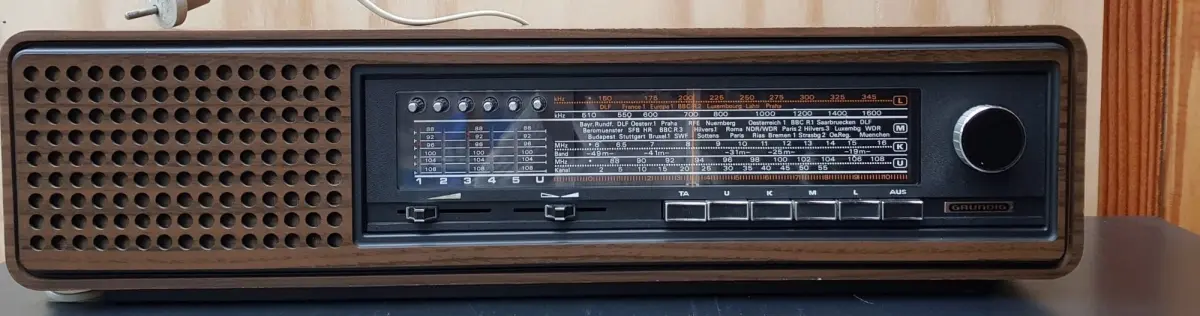 kHz 150 175 200 225 250 275 300 325 345 L
DLF France 1 Europe 1 BBC R2 Luxembourg Lahti Praha
kHz 510 550 600 700 800 1000 1200 1400 1600
Bayr. Rundf. DLF Oesterr. 1 Praha RFE Nuernberg Oesterreich 1 BBC R1 Saarbruecken DLF
Beromuenster SFB HR BBC R3 Hilvers 1 Roma NDR/WDR Paris 2 Hilvers. 3 Luxembg WDR M
Budapest Stuttgart Brusel 1 SWF Sottens Paris Rias Bremen 1 Strasbg 2 Oe Reg. Muenchen
MHz 6 6.5 7 8 9 10 11 12 13 14 15 16 K
Band -49m- -41m- -31m- -25m- -19m-
MHz 88 90 92 94 96 98 100 102 104 106 108 U
Kanal 2 5 10 15 20 25 30 35 40 45 50 55
88 88 88
92 92 92
96 96 96
100 100 100
104 104 104
108 108 108
1 2 3 4 5 U
TA U K M L AUS
GRUNDIG